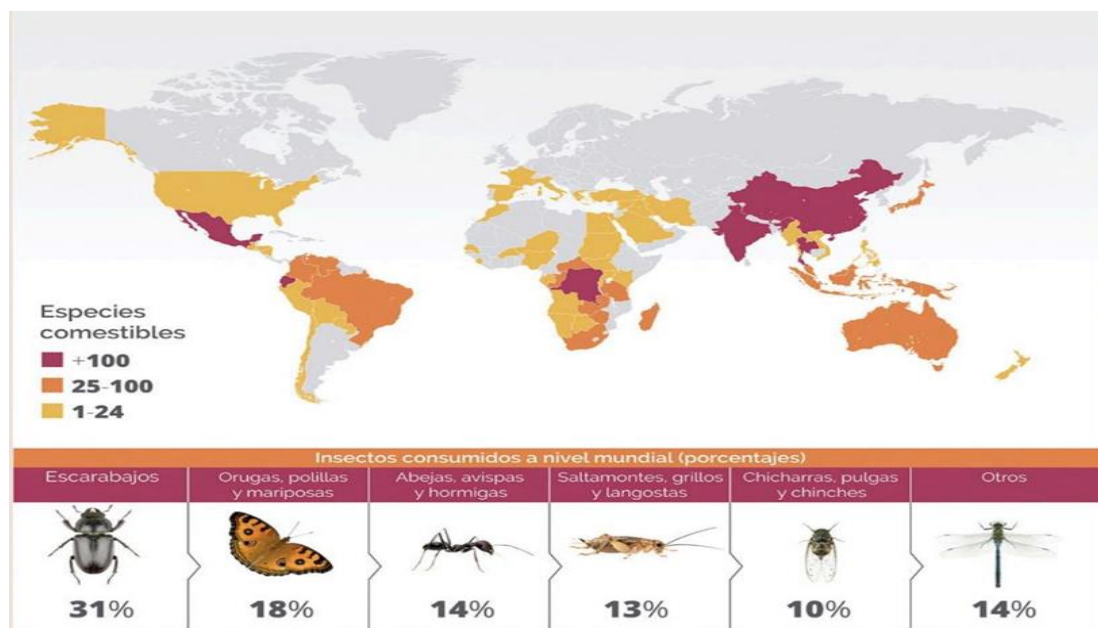 Especies
comestibles
+100
25-100
1-24
Insectos consumidos a nivel mundial (porcentajes)
Escarabajos
Orugas, polillas
y mariposas
Abejas, avispas
y hormigas
Saltamontes, grillos
y langostas
Chicharras, pulgas
y chinches
Otros
31%
18%
14%
13%
10%
14%